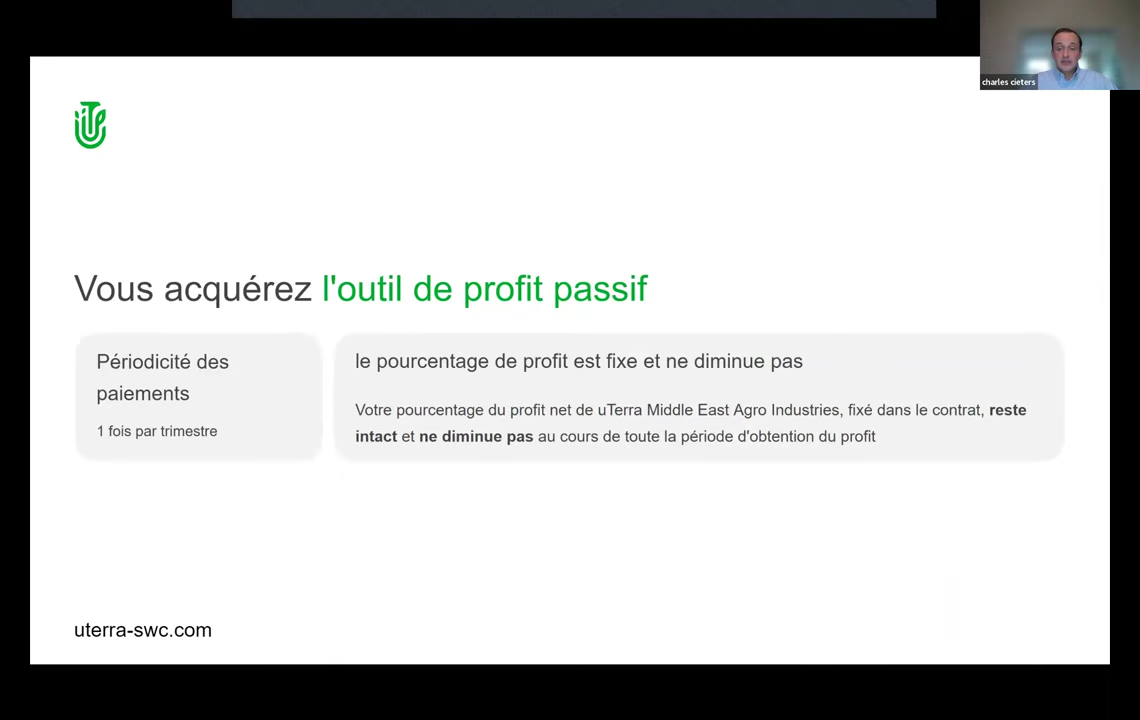 charles cieters
Vous acquérez l'outil de profit passif
Périodicité des
paiements
1 fois par trimestre
le pourcentage de profit est fixe et ne diminue pas
Votre pourcentage du profit net de uTerra Middle East Agro Industries, fixé dans le contrat, reste
intact et ne diminue pas au cours de toute la période d'obtention du profit
uterra-swc.com